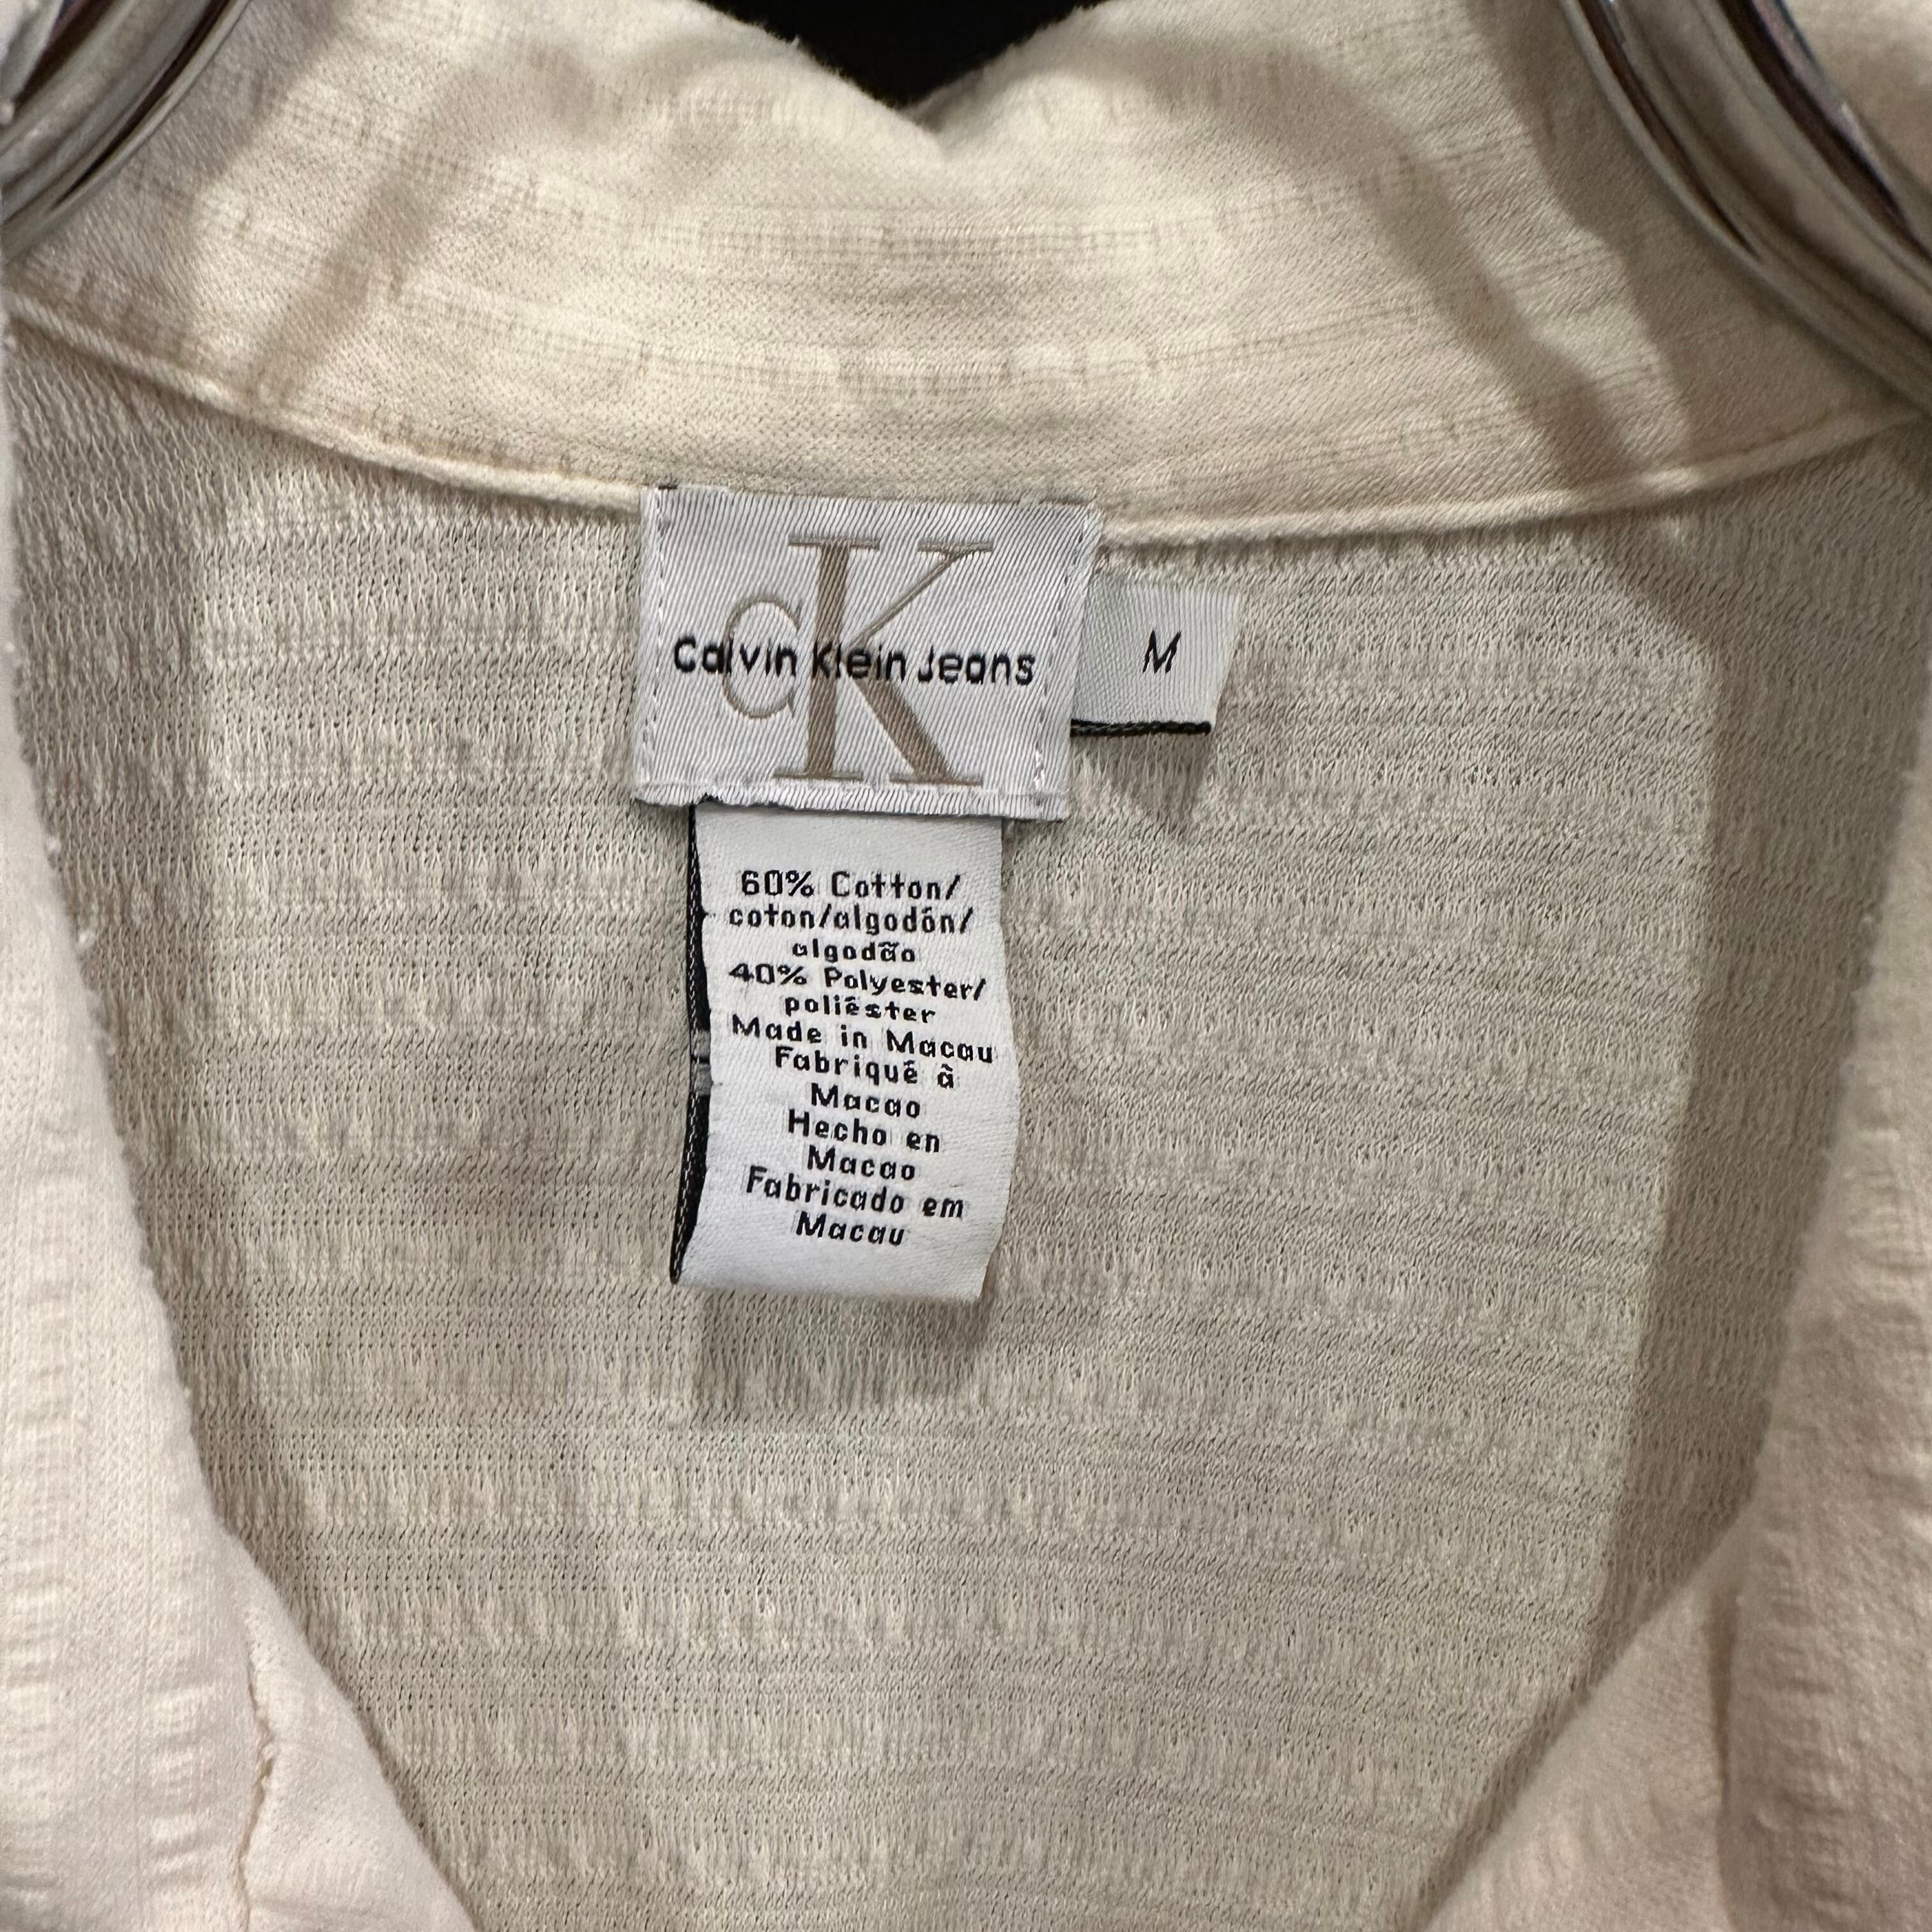 cK
Calvin Klein Jeans
M
60% Cotton/
coton/algodón/
algodão
40% Polyester/
poliéster
Made in Macau
Fabriqué à
Macao
Hecho en
Macao
Fabricado em
Macau